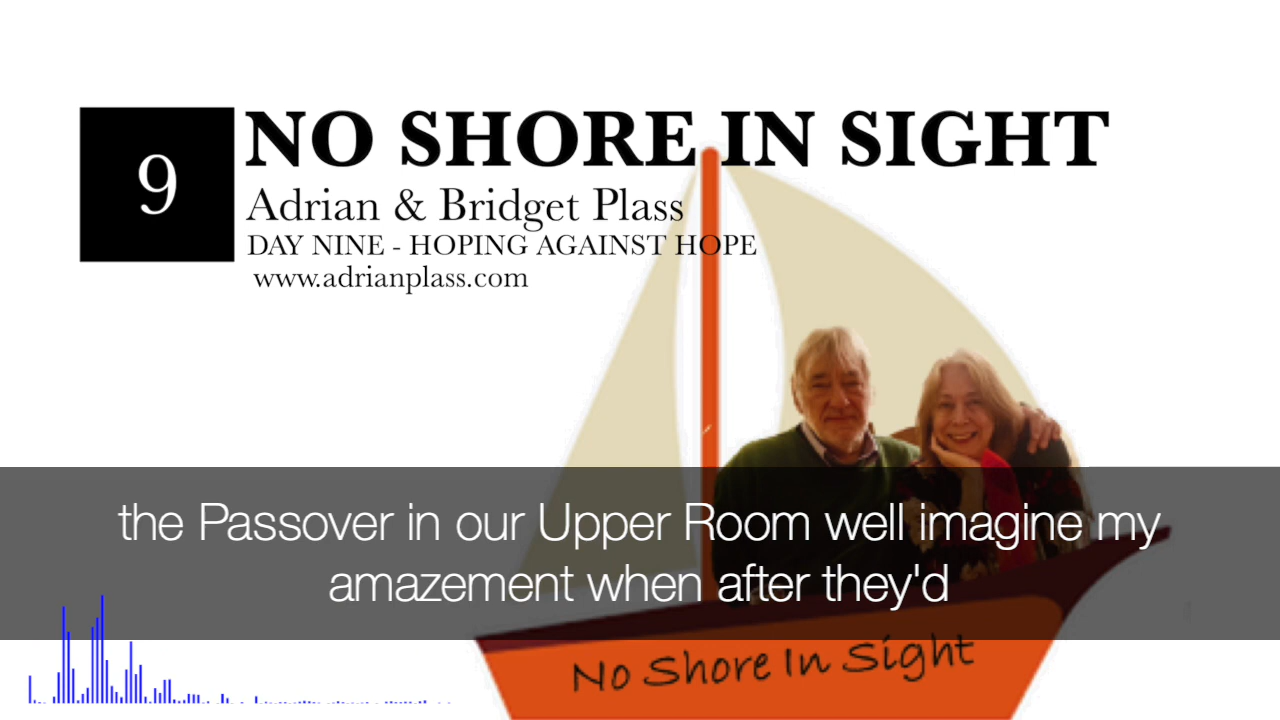 9
NO SHORE IN SIGHT
Adrian & Bridget Plass
DAY NINE - HOPING AGAINST HOPE
www.adrianplass.com
the Passover in our Upper Room well imagine my
amazement when after they'd
No Shore In Sight